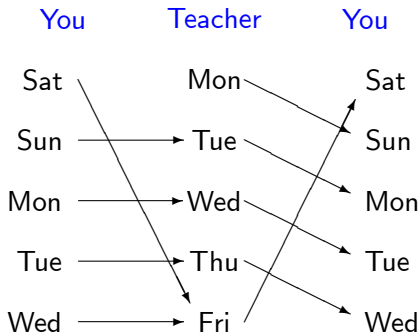 You Teacher You
Sat Mon Sat
Sun Tue Sun
Mon Wed Mon
Tue Thu Tue
Wed Fri Wed